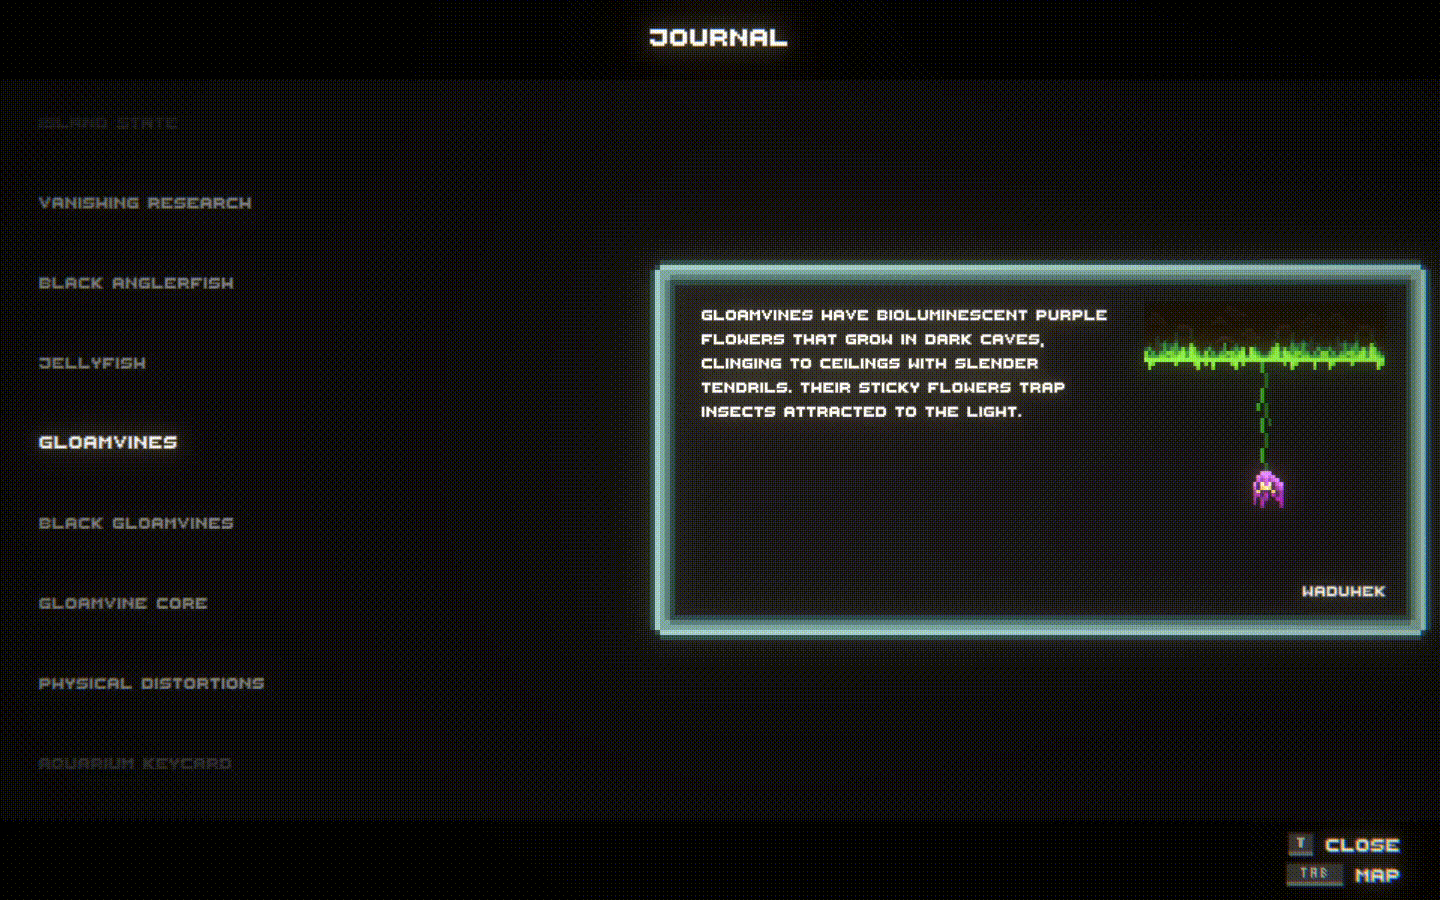 JOURNAL
ISLAND STATE
VANISHING RESEARCH
BLACK ANGLERFISH
JELLYFISH
GLOAMVINES
BLACK GLOAMVINES
GLOAMVINE CORE
PHYSICAL DISTORTIONS
AQUARIUM KEYCARD
GLOAMVINES HAVE BIOLUMINESCENT PURPLE
FLOWERS THAT GROW IN DARK CAVES,
CLINGING TO CEILINGS WITH SLENDER
TENDRILS. THEIR STICKY FLOWERS TRAP
INSECTS ATTRACTED TO THE LIGHT.
WADUHEK
T CLOSE
TAB MAP